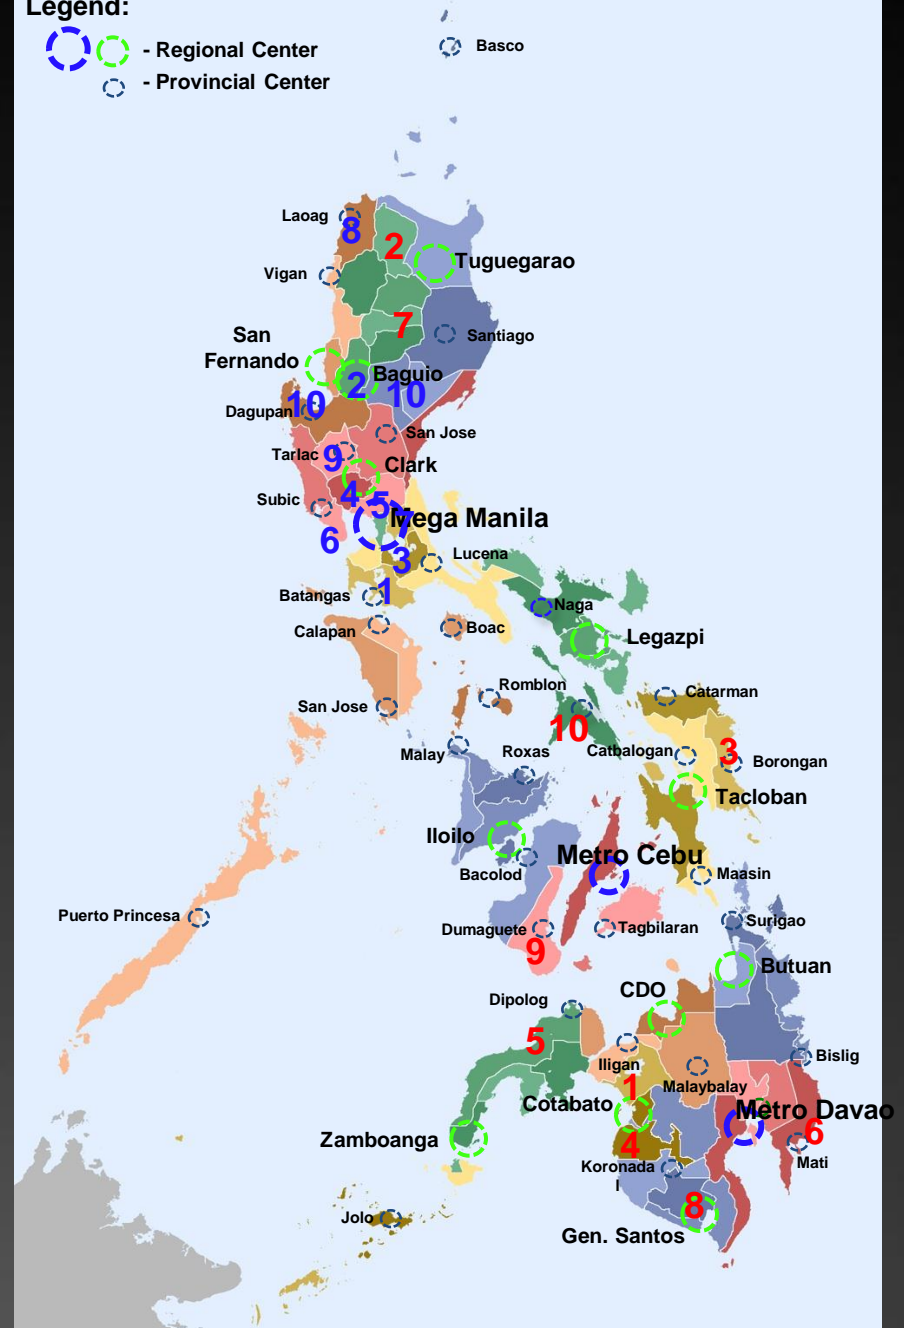 Legend:
- Regional Center
- Provincial Center
Basco
Laoag
8
2
Tuguegarao
Vigan
7
Santiago
San
Fernando
Baguio
2
10
Dagupan
10
San Jose
Tarlac
9
Clark
4
5
Subic
Mega Manila
7
6
3
Lucena
Batangas
1
Naga
Calapan
Boac
Legazpi
Romblon
Catarman
San Jose
10
Malay
Roxas
Catbalogan
3
Borongan
Tacloban
Iloilo
Metro Cebu
Bacolod
Maasin
Puerto Princesa
Dumaguete
Tagbilaran
Surigao
9
Butuan
CDO
Dipolog
5
Iligan
Bislig
1
Malaybalay
Cotabato
Metro Davao
6
Zamboanga
4
Koronada
l
Mati
8
Jolo
Gen. Santos